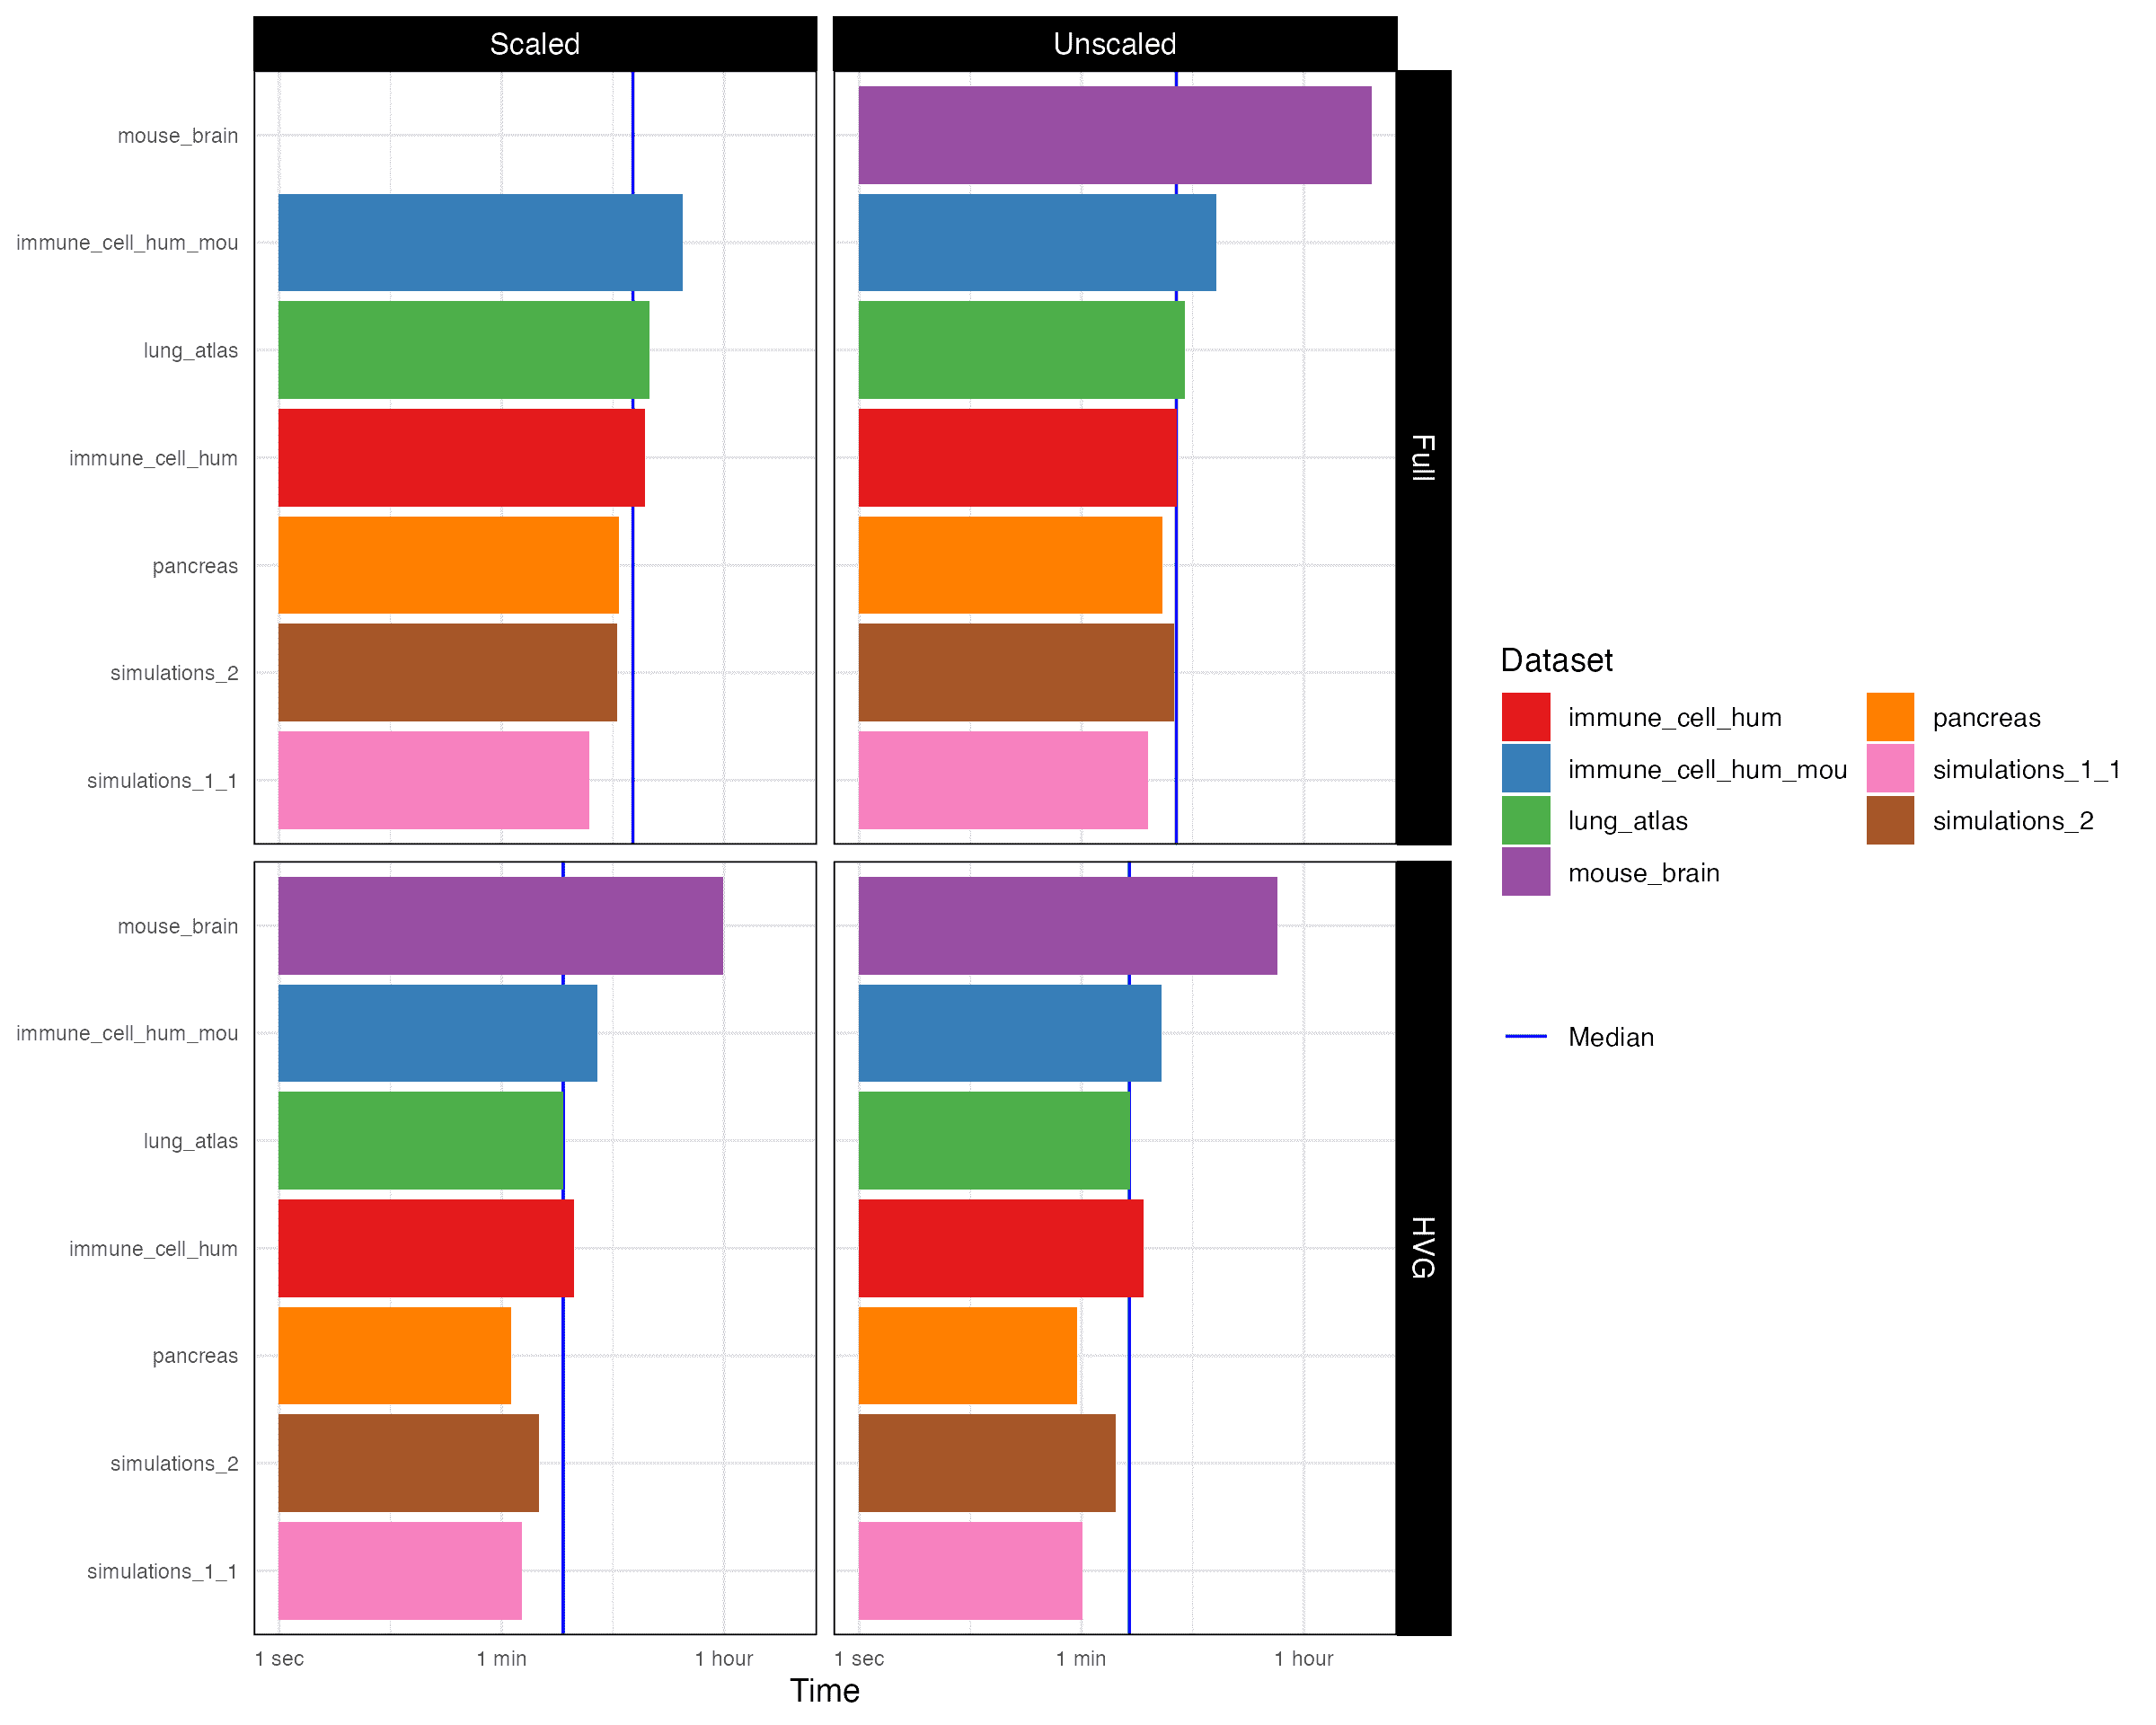 Scaled
Unscaled
mouse_brain
immune_cell_hum_mou
lung_atlas
immune_cell_hum
pancreas
simulations_2
simulations_1_1
Full
mouse_brain
immune_cell_hum_mou
lung_atlas
immune_cell_hum
pancreas
simulations_2
simulations_1_1
HVG
1 sec
1 min
1 hour
1 sec
1 min
1 hour
Time
Dataset
immune_cell_hum
immune_cell_hum_mou
lung_atlas
mouse_brain
pancreas
simulations_1_1
simulations_2
Median